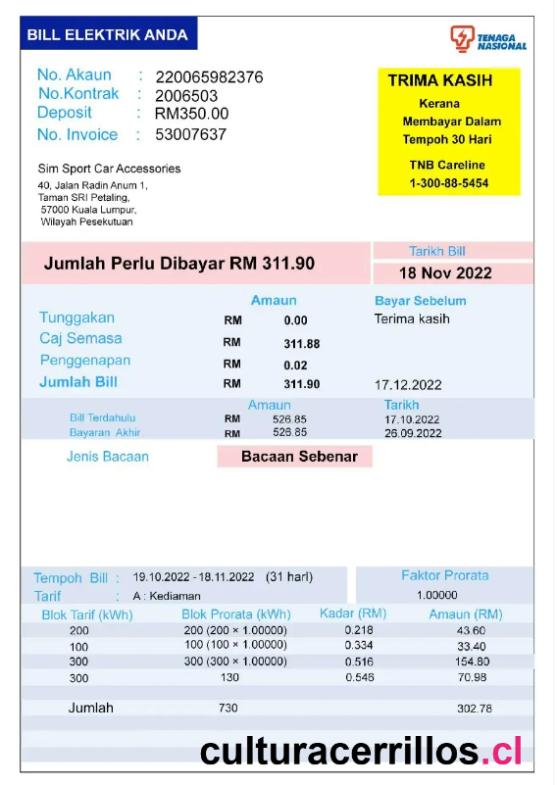 BILL ELEKTRIK ANDA
TENAGA
NASIONAL
No. Akaun : 220065982376
No.Kontrak : 2006503
Deposit : RM350.00
No. Invoice : 53007637
TRIMA KASIH
Kerana
Membayar Dalam
Tempoh 30 Hari
TNB Careline
1-300-88-5454
Sim Sport Car Accessories
40, Jalan Radin Anum 1,
Taman SRI Petaling,
57000 Kuala Lumpur,
Wilayah Pesekutuan
Jumlah Perlu Dibayar RM 311.90
Tarikh Bill
18 Nov 2022
Amaun Bayar Sebelum
Tunggakan RM 0.00 Terima kasih
Caj Semasa RM 311.88
Penggenapan RM 0.02
Jumlah Bill RM 311.90 17.12.2022
Amaun Tarikh
Bill Terdahulu RM 526.85 17.10.2022
Bayaran Akhir RM 526.85 26.09.2022
Jenis Bacaan Bacaan Sebenar
Tempoh Bill : 19.10.2022 - 18.11.2022 (31 harI) Faktor Prorata
Tarif : A : Kediaman 1.00000
Blok Tarif (kWh) Blok Prorata (kWh) Kadar (RM) Amaun (RM)
200 200 (200 × 1.00000) 0.218 43.60
100 100 (100 × 1.00000) 0.334 33.40
300 300 (300 × 1.00000) 0.516 154.80
300 130 0.546 70.98
Jumlah 730 302.78
culturacerrillos.cl